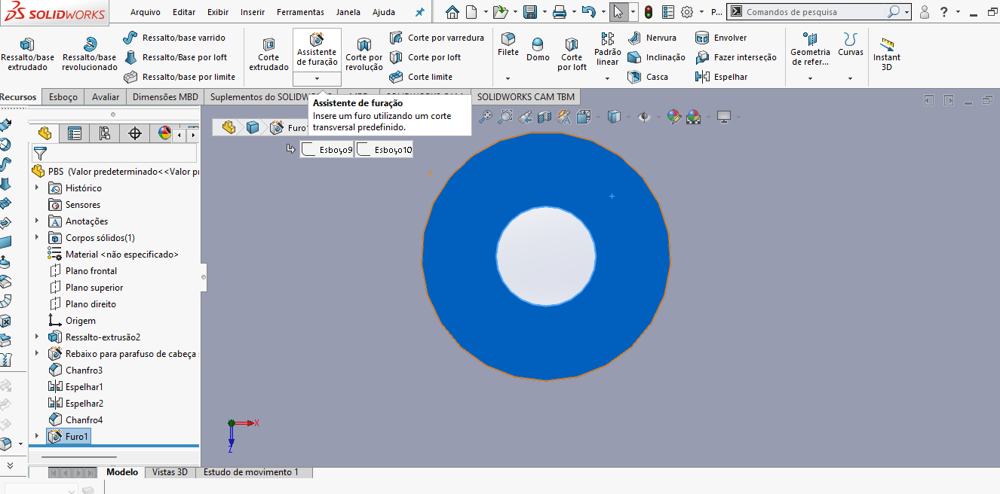 SOLIDWORKS
Arquivo Editar Exibir Inserir Ferramentas Janela Ajuda
P...
Comandos de pesquisa
?
Ressalto/base
extrudado
Ressalto/base
revolucionado
Ressalto/base varrido
Ressalto/base por loft
Ressalto/base por limite
Corte
extrudado
Assistente
de furação
Corte por
revolução
Corte por varredura
Corte por loft
Corte limite
Filete
Domo
Corte
por loft
Padrão
linear
Nervura
Inclinação
Casca
Envolver
Fazer interseção
Espelhar
Geometria
de refer...
Curvas
Instant
3D
Recursos Esboço Avaliar Dimensões MBD Suplementos do SOLIDW SOLIDWORKS CAM TBM
Assistente de furação
Insere um furo utilizando um corte
transversal predefinido.
Furo1
Esboço9 Esboço10
PBS (Valor predeterminado<<Valor pr
Histórico
Sensores
Anotações
Corpos sólidos(1)
Material <não especificado>
Plano frontal
Plano superior
Plano direito
Origem
Ressalto-extrusão2
Rebaixo para parafuso de cabeça
Chanfro3
Espelhar1
Espelhar2
Chanfro4
Furo1
X
Z
Modelo Vistas 3D Estudo de movimento 1